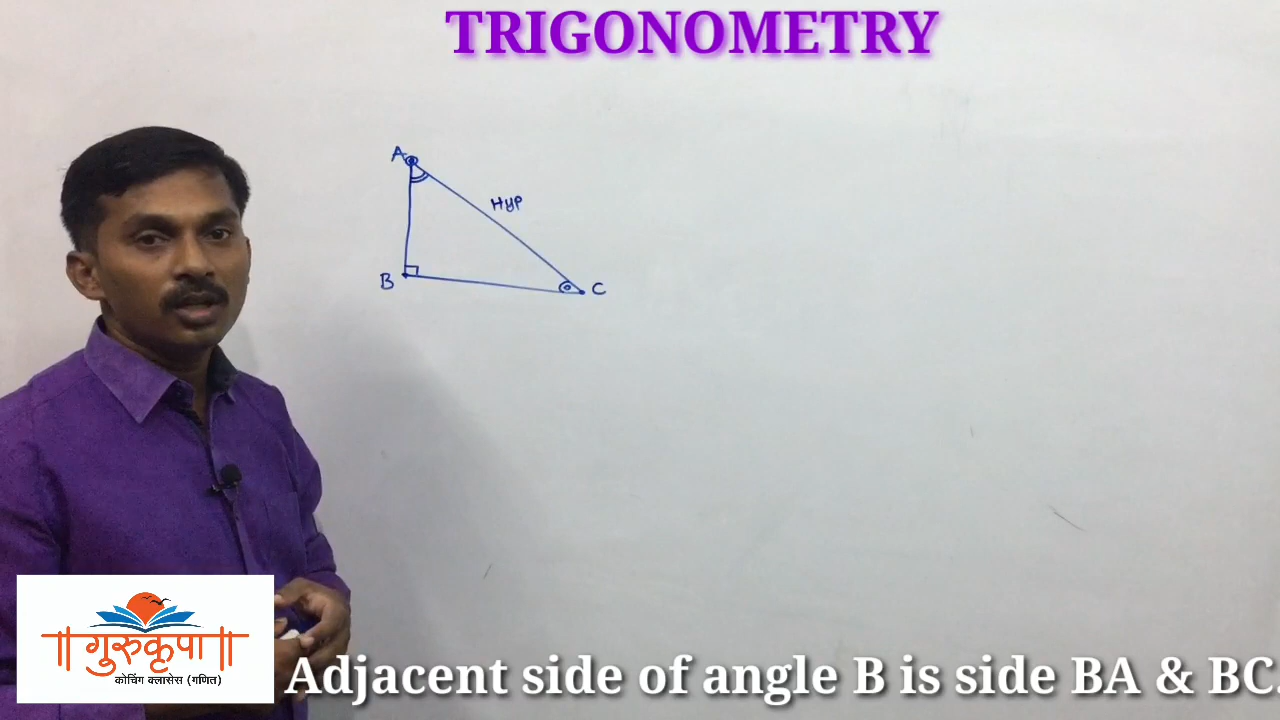 TRIGONOMETRY
A
Hyp
B
C
|| गुरुकृपा ||
कोचिंग क्लासेस (गणित)
Adjacent side of angle B is side BA & BC.